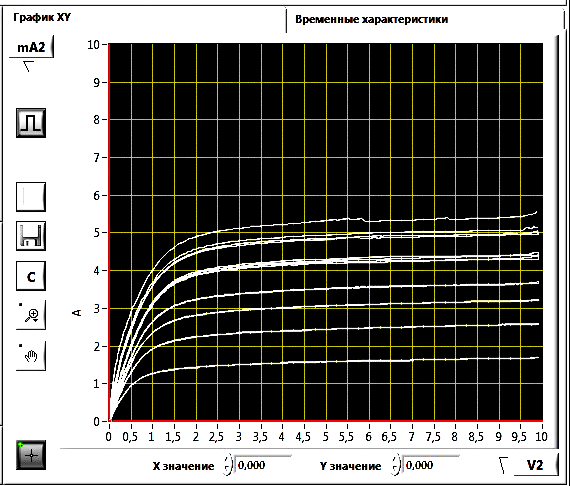 График XY
Временные характеристики
mA2
10
9
8
7
6
5
4
3
2
1
0
A
C
0 0,5 1 1,5 2 2,5 3 3,5 4 4,5 5 5,5 6 6,5 7 7,5 8 8,5 9 9,5 10
X значение 0,000 Y значение 0,000 V2